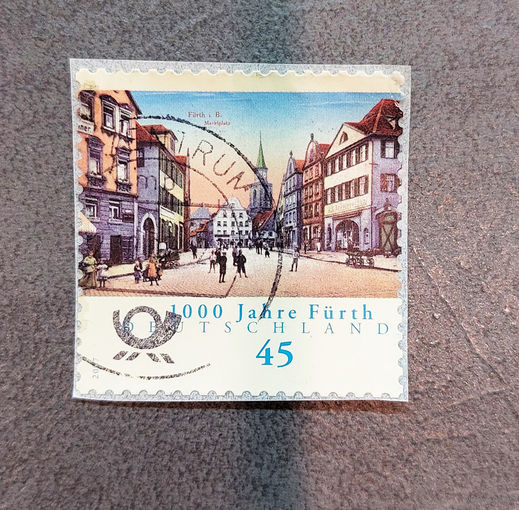 Fürth i. B.
Marktplatz
1000 Jahre Fürth
DEUTSCHLAND
45